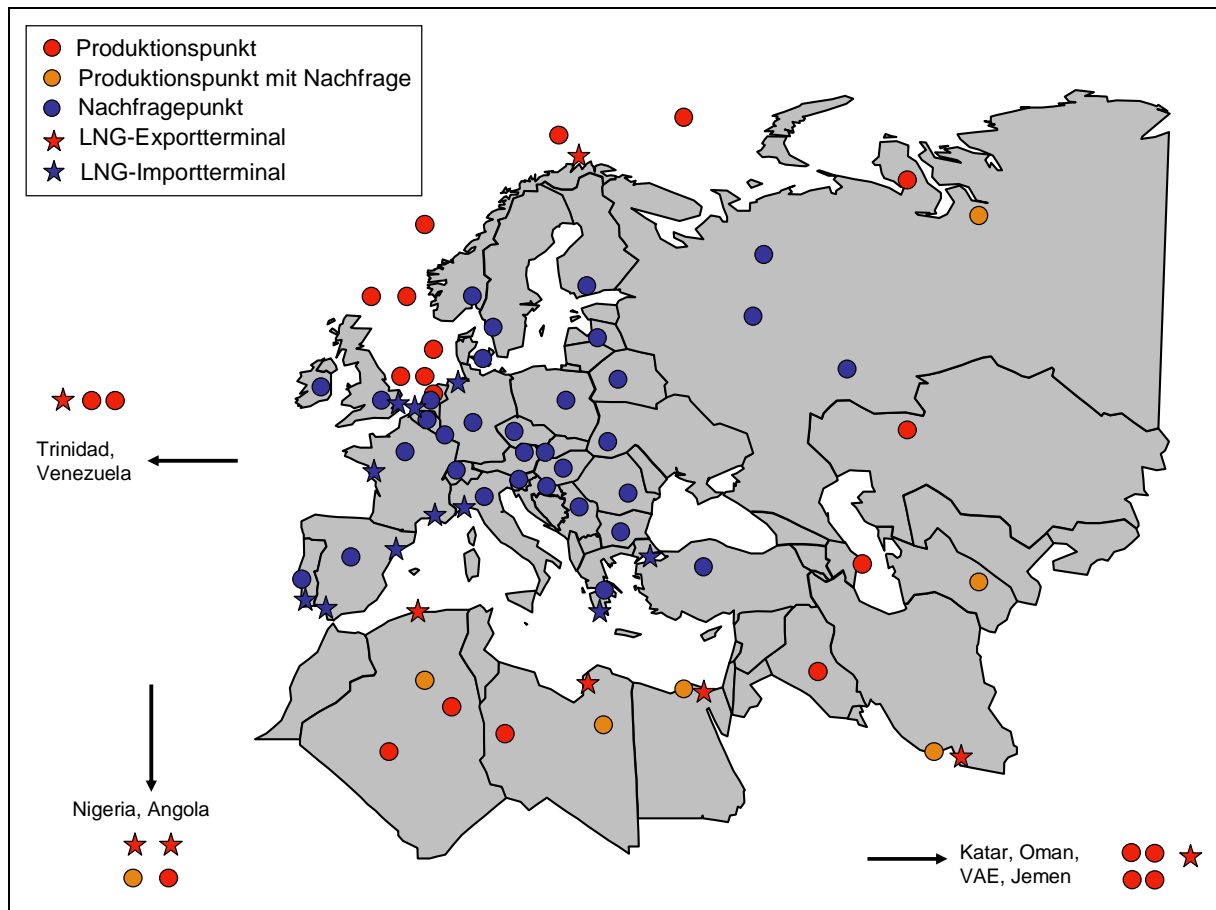 Produktionspunkt
Produktionspunkt mit Nachfrage
Nachfragepunkt
LNG-Exportterminal
LNG-Importterminal
Trinidad,
Venezuela
Nigeria, Angola
Katar, Oman,
VAE, Jemen